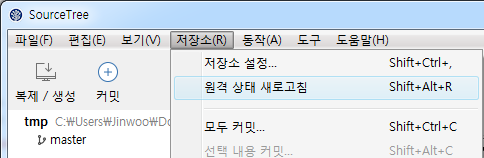 SourceTree
파일(F) 편집(E) 보기(V) 저장소(R) 동작(A) 도구 도움말(H)
저장소 설정... Shift+Ctrl+,
원격 상태 새로고침 Shift+Alt+R
복제 / 생성 커밋
tmp C:₩Users₩Jinwoo₩Do
모두 커밋... Shift+Ctrl+C
master
선택 내용 커밋... Shift+Alt+C